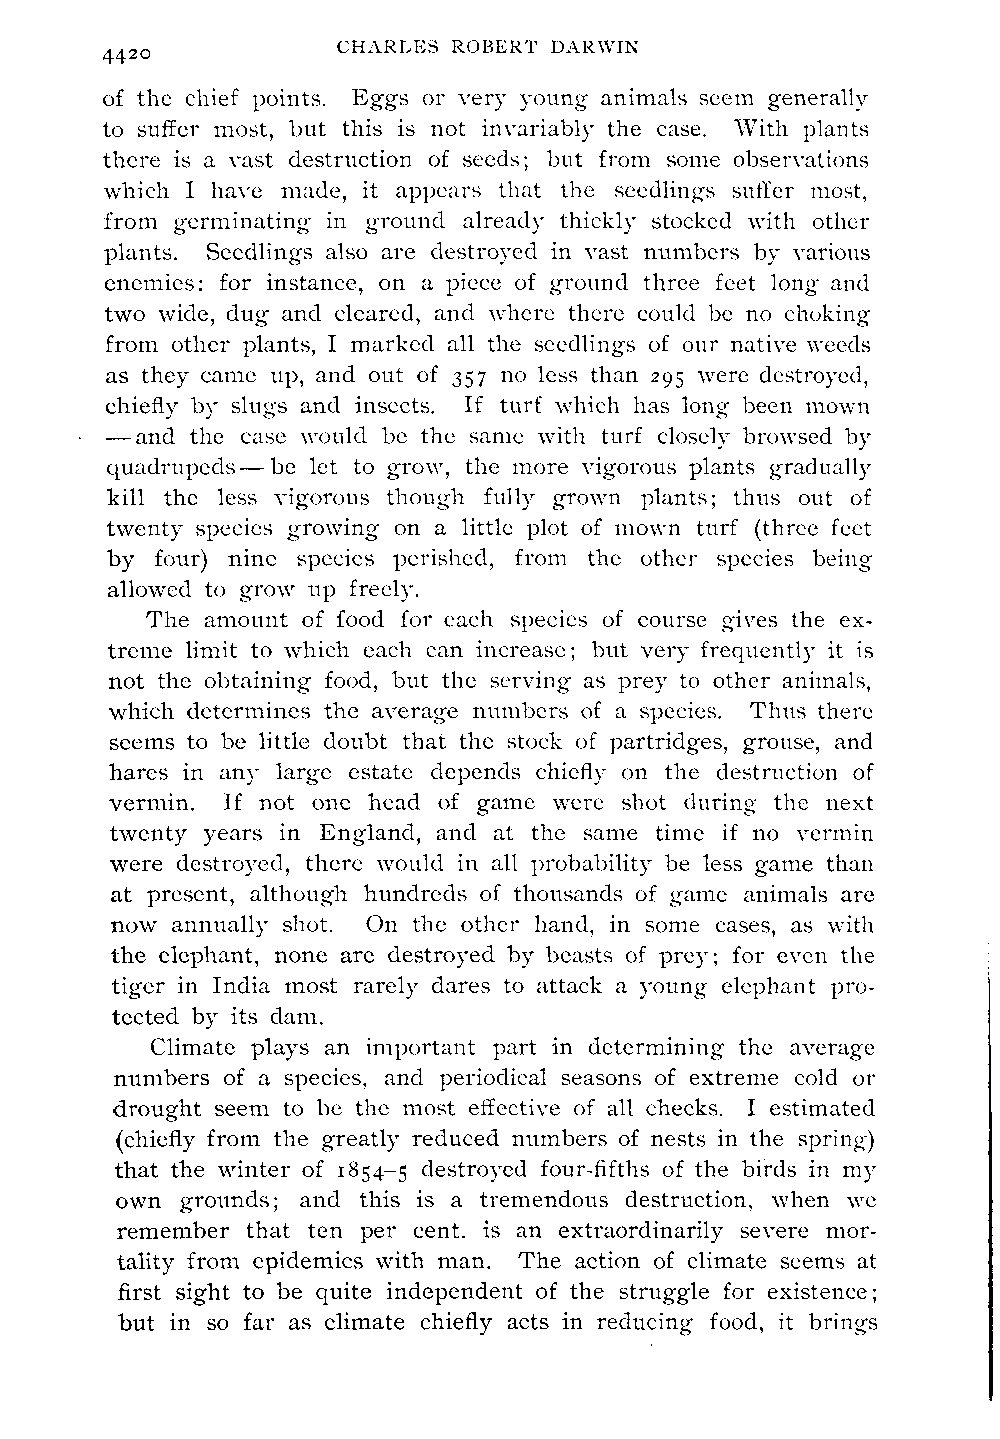 4420
CHARLES ROBERT DARWIN
of the chief points. Eggs or very young animals seem generally
to suffer most, but this is not invariably the case. With plants
there is a vast destruction of seeds; but from some observations
which I have made, it appears that the seedlings suffer most,
from germinating in ground already thickly stocked with other
plants. Seedlings also are destroyed in vast numbers by various
enemies: for instance, on a piece of ground three feet long and
two wide, dug and cleared, and where there could be no choking
from other plants, I marked all the seedlings of our native weeds
as they came up, and out of 357 no less than 295 were destroyed,
chiefly by slugs and insects. If turf which has long been mown
—and the case would be the same with turf closely browsed by
quadrupeds—be let to grow, the more vigorous plants gradually
kill the less vigorous though fully grown plants; thus out of
twenty species growing on a little plot of mown turf (three feet
by four) nine species perished, from the other species being
allowed to grow up freely.
The amount of food for each species of course gives the ex-
treme limit to which each can increase; but very frequently it is
not the obtaining food, but the serving as prey to other animals,
which determines the average numbers of a species. Thus there
seems to be little doubt that the stock of partridges, grouse, and
hares in any large estate depends chiefly on the destruction of
vermin. If not one head of game were shot during the next
twenty years in England, and at the same time if no vermin
were destroyed, there would in all probability be less game than
at present, although hundreds of thousands of game animals are
now annually shot. On the other hand, in some cases, as with
the elephant, none are destroyed by beasts of prey; for even the
tiger in India most rarely dares to attack a young elephant pro-
tected by its dam.
Climate plays an important part in determining the average
numbers of a species, and periodical seasons of extreme cold or
drought seem to be the most effective of all checks. I estimated
(chiefly from the greatly reduced numbers of nests in the spring)
that the winter of 1854–5 destroyed four-fifths of the birds in my
own grounds; and this is a tremendous destruction, when we
remember that ten per cent. is an extraordinarily severe mor-
tality from epidemics with man. The action of climate seems at
first sight to be quite independent of the struggle for existence;
but in so far as climate chiefly acts in reducing food, it brings